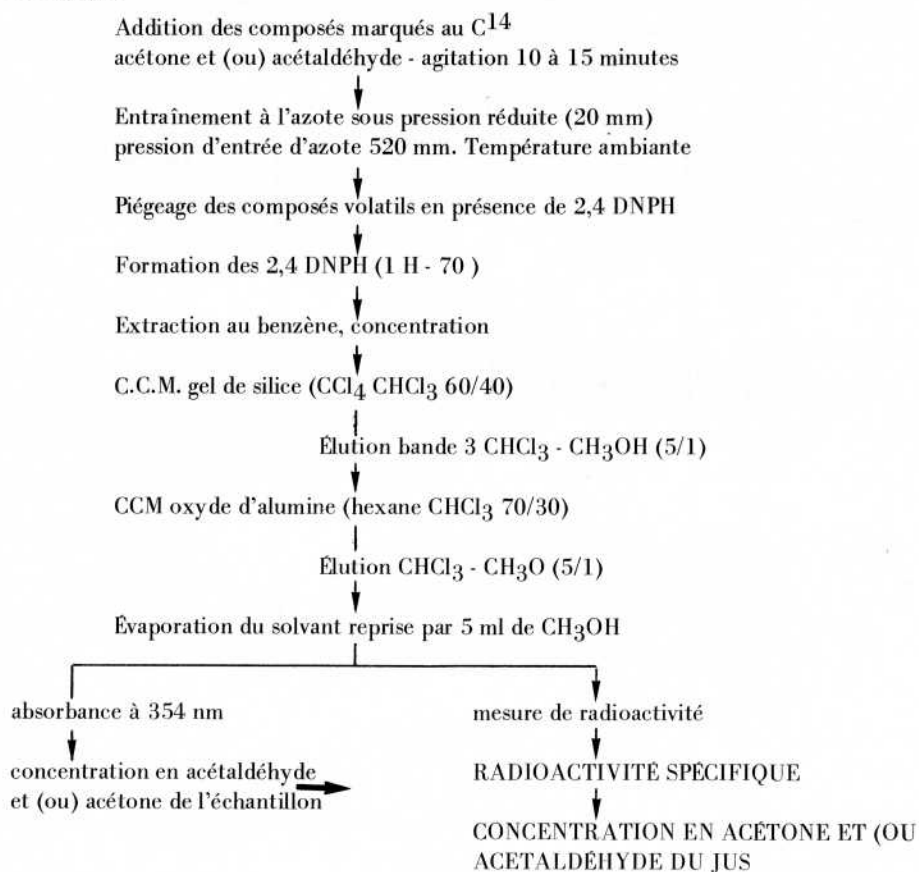 Addition des composés marqués au C14
acétone et (ou) acétaldéhyde - agitation 10 à 15 minutes
Entraînement à l'azote sous pression réduite (20 mm)
pression d'entrée d'azote 520 mm. Température ambiante
Piégeage des composés volatils en présence de 2,4 DNPH
Formation des 2,4 DNPH (1 H - 70 )
Extraction au benzène, concentration
C.C.M. gel de silice (CCl4 CHCl3 60/40)
Élution bande 3 CHCl3 - CH3OH (5/1)
CCM oxyde d'alumine (hexane CHCl3 70/30)
Élution CHCl3 - CH3O (5/1)
Évaporation du solvant reprise par 5 ml de CH3OH
absorbance à 354 nm
concentration en acétaldéhyde
et (ou) acétone de l'échantillon
mesure de radioactivité
RADIOACTIVITÉ SPÉCIFIQUE
CONCENTRATION EN ACÉTONE ET (OU
ACETALDÉHYDE DU JUS